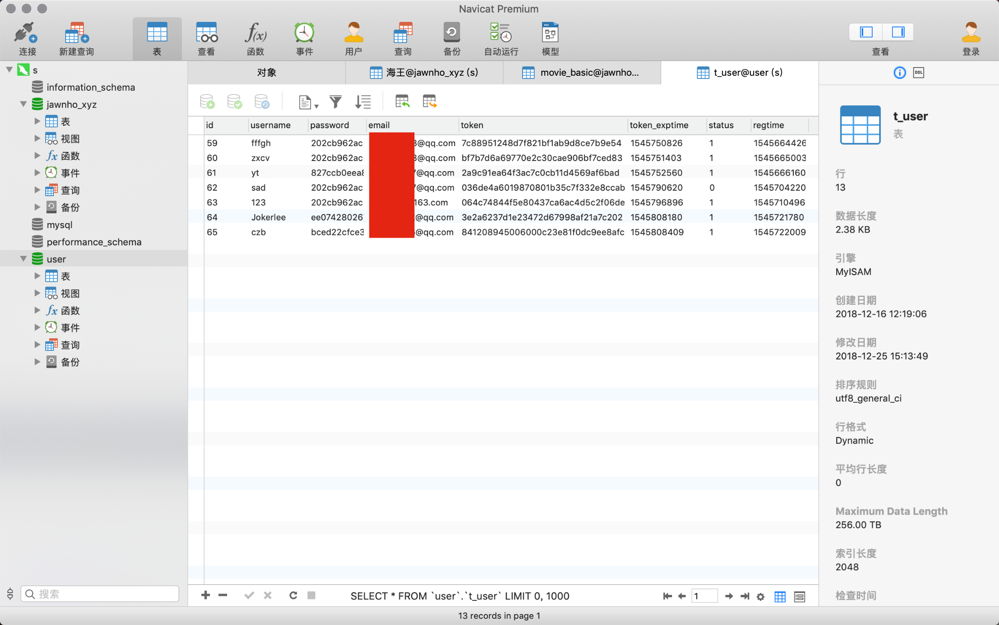 Navicat Premium
连接
新建查询
表
查看
函数
事件
用户
查询
备份
自动运行
模型
查看
登录
s
information_schema
jawnho_xyz
表
视图
函数
事件
查询
备份
mysql
performance_schema
user
表
视图
函数
事件
查询
备份
搜索
对象
海王@jawnho_xyz (s)
movie_basic@jawnho...
t_user@user (s)
id username password email token token_exptime status regtime
59 fffgh 202cb962ac @qq.com 7c88951248d7f821bf1ab9d8ce7b9e54 1545750826 1 1545664426
60 zxcv 202cb962ac @qq.com bf7b7d6a69770e2c30cae906bf7ced83 1545751403 1 1545665003
61 yt 827ccb0eea8 @qq.com 2a9c91ea64f3ac7c0cb11d4569af6bad 1545752560 1 1545666160
62 sad 202cb962ac @qq.com 036de4a6019870801b35c7f332e8ccab 1545790620 0 1545704220
63 123 202cb962ac 163.com 064c74844f5e80437ca6ac4d5c2f06de 1545796896 1 1545710496
64 Jokerlee ee07428026 @qq.com 3e2a6237d1e23472d67998af21a7c202 1545808180 1 1545721780
65 czb bced22cfce3 @qq.com 841208945006000c23e81f0dc9ee8afc 1545808409 1 1545722009
SELECT * FROM `user`.`t_user` LIMIT 0, 1000
1
13 records in page 1
DDL
t_user
表
行
13
数据长度
2.38 KB
引擎
MyISAM
创建日期
2018-12-16 12:19:06
修改日期
2018-12-25 15:13:49
排序规则
utf8_general_ci
行格式
Dynamic
平均行长度
0
Maximum Data Length
256.00 TB
索引长度
2048
检查时间